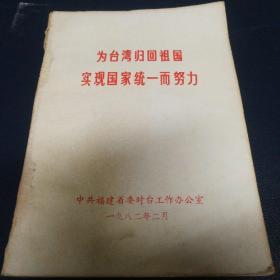 为台湾归回祖国
实现国家统一而努力
中共福建省委对台工作办公室
一九八二年二月